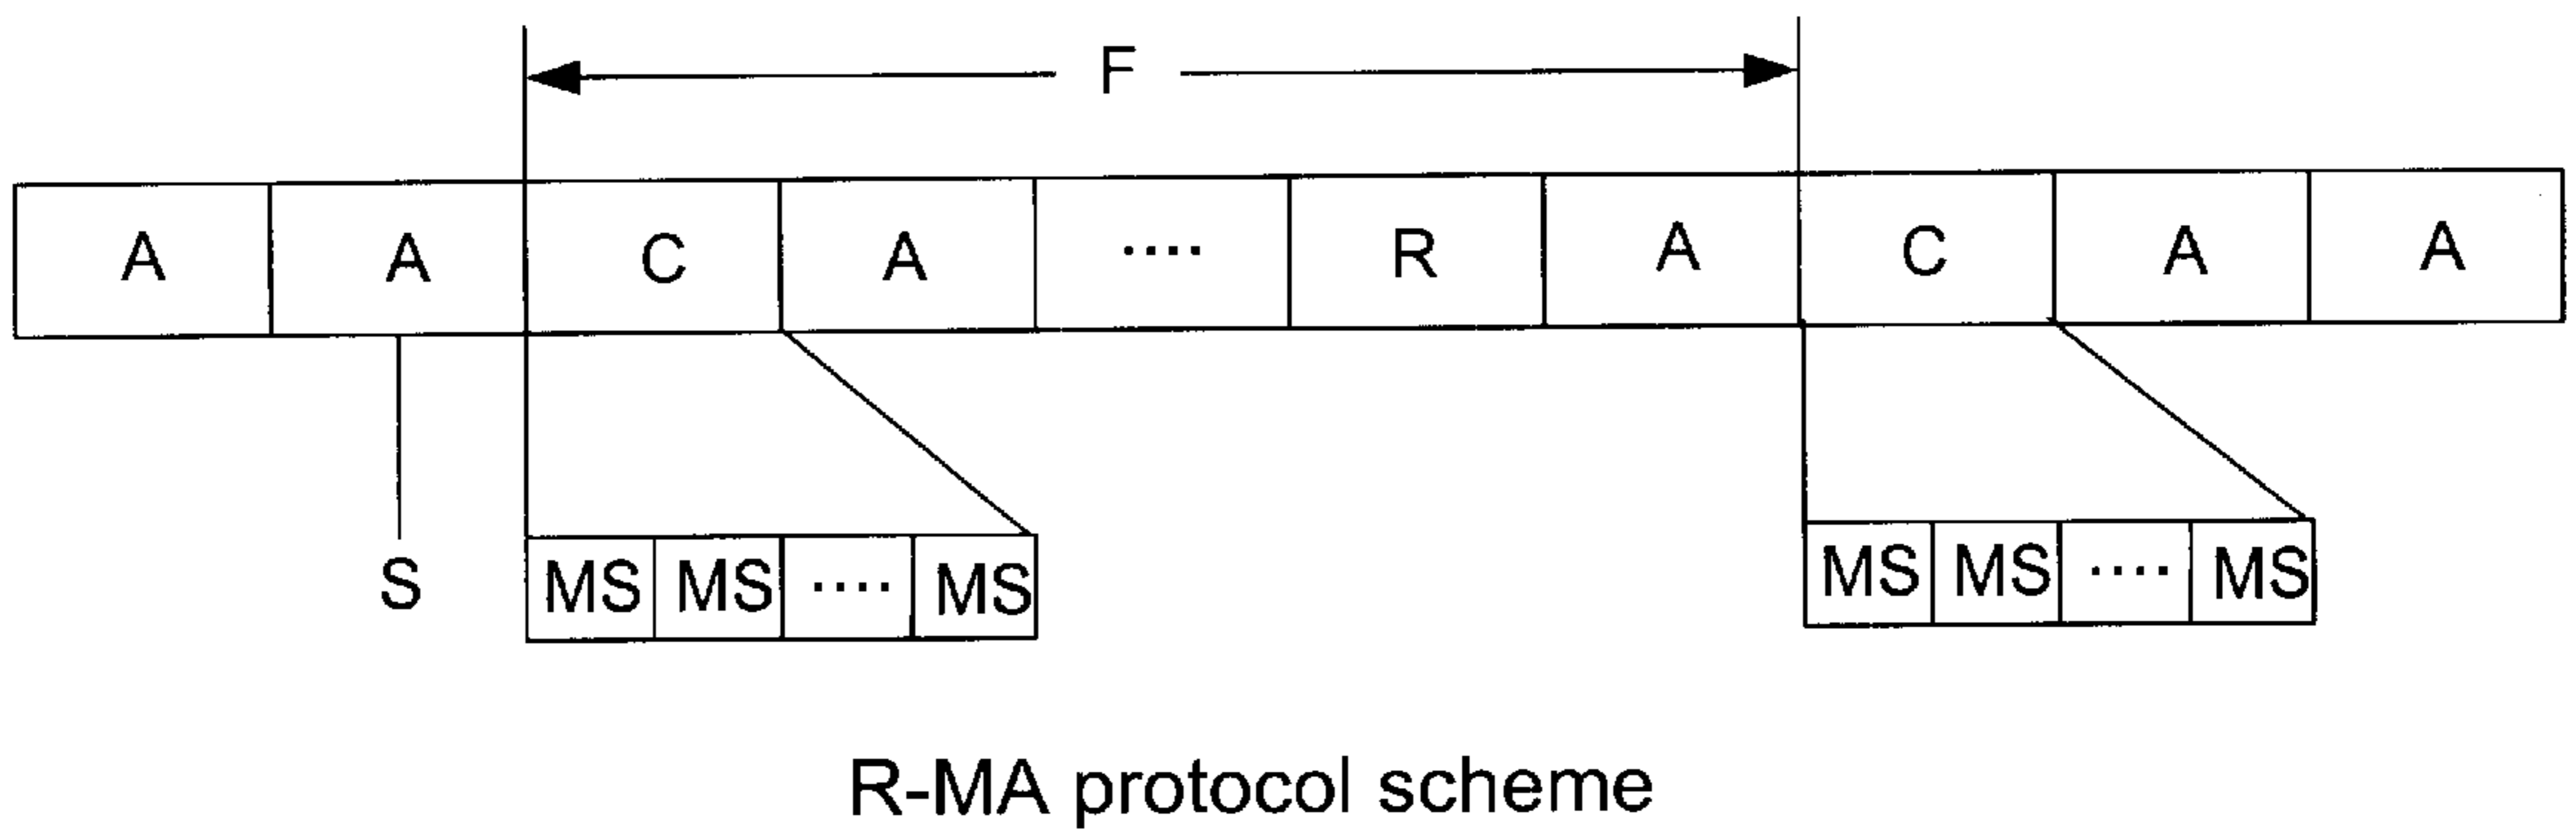 F
A A C A .... R A C A A
S MS MS .... MS MS MS .... MS
R-MA protocol scheme